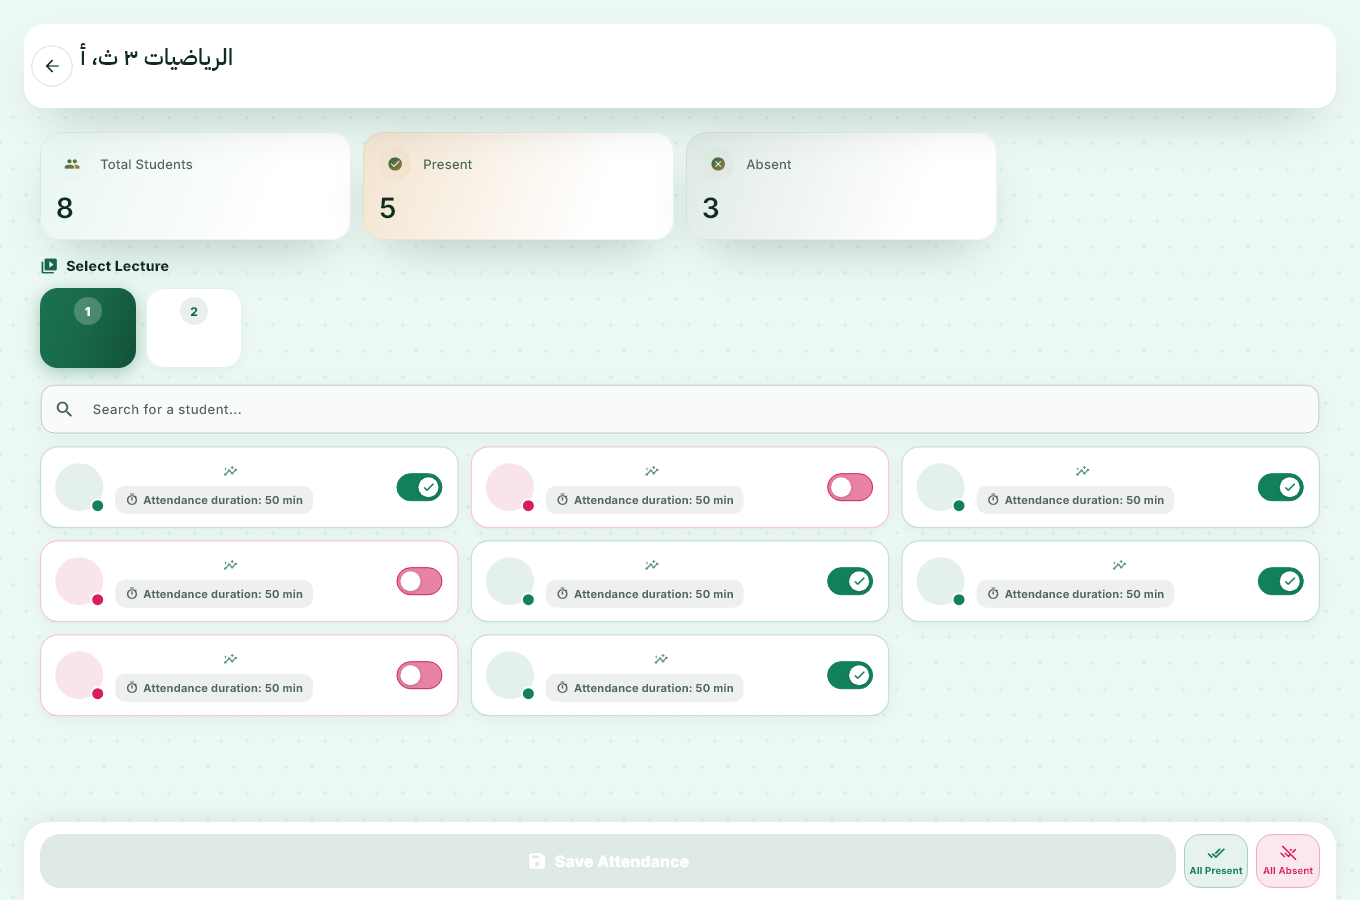 الرياضيات ٣ ث، أ
Total Students
8
Present
5
Absent
3
Select Lecture
1
2
Search for a student...
Attendance duration: 50 min
Attendance duration: 50 min
Attendance duration: 50 min
Attendance duration: 50 min
Attendance duration: 50 min
Attendance duration: 50 min
Attendance duration: 50 min
Attendance duration: 50 min
Save Attendance
All Present
All Absent